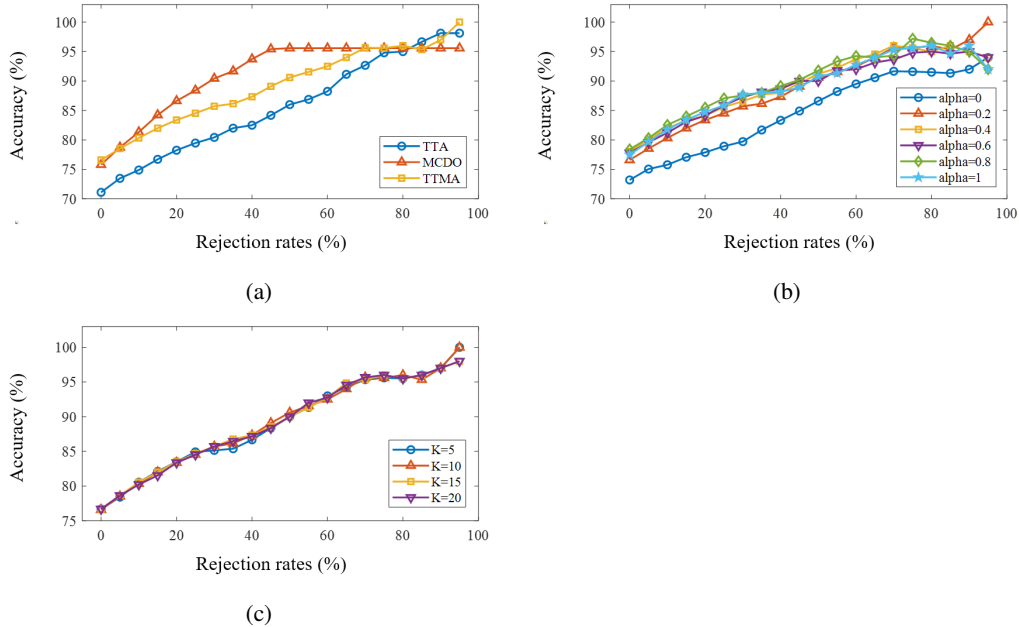 100
95
90
85
80
75
70
Accuracy (%)
0 20 40 60 80 100
Rejection rates (%)
TTA
MCDO
TTMA
(a)
100
95
90
85
80
75
70
Accuracy (%)
0 20 40 60 80 100
Rejection rates (%)
alpha=0
alpha=0.2
alpha=0.4
alpha=0.6
alpha=0.8
alpha=1
(b)
100
95
90
85
80
75
Accuracy (%)
0 20 40 60 80 100
Rejection rates (%)
K=5
K=10
K=15
K=20
(c)